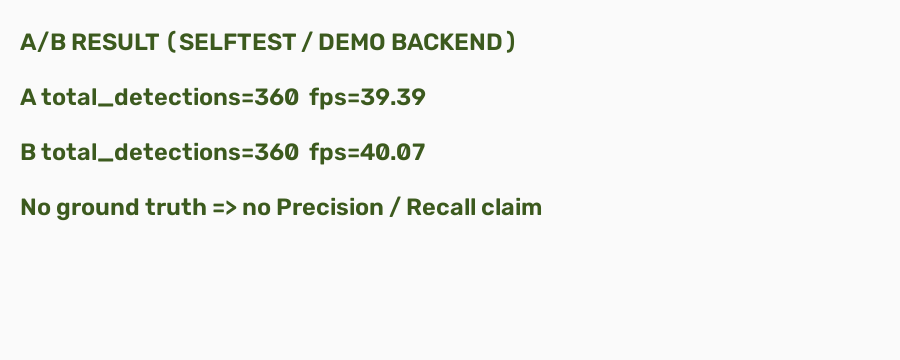 A/B RESULT (SELFTEST / DEMO BACKEND)
A total_detections=360 fps=39.39
B total_detections=360 fps=40.07
No ground truth => no Precision / Recall claim